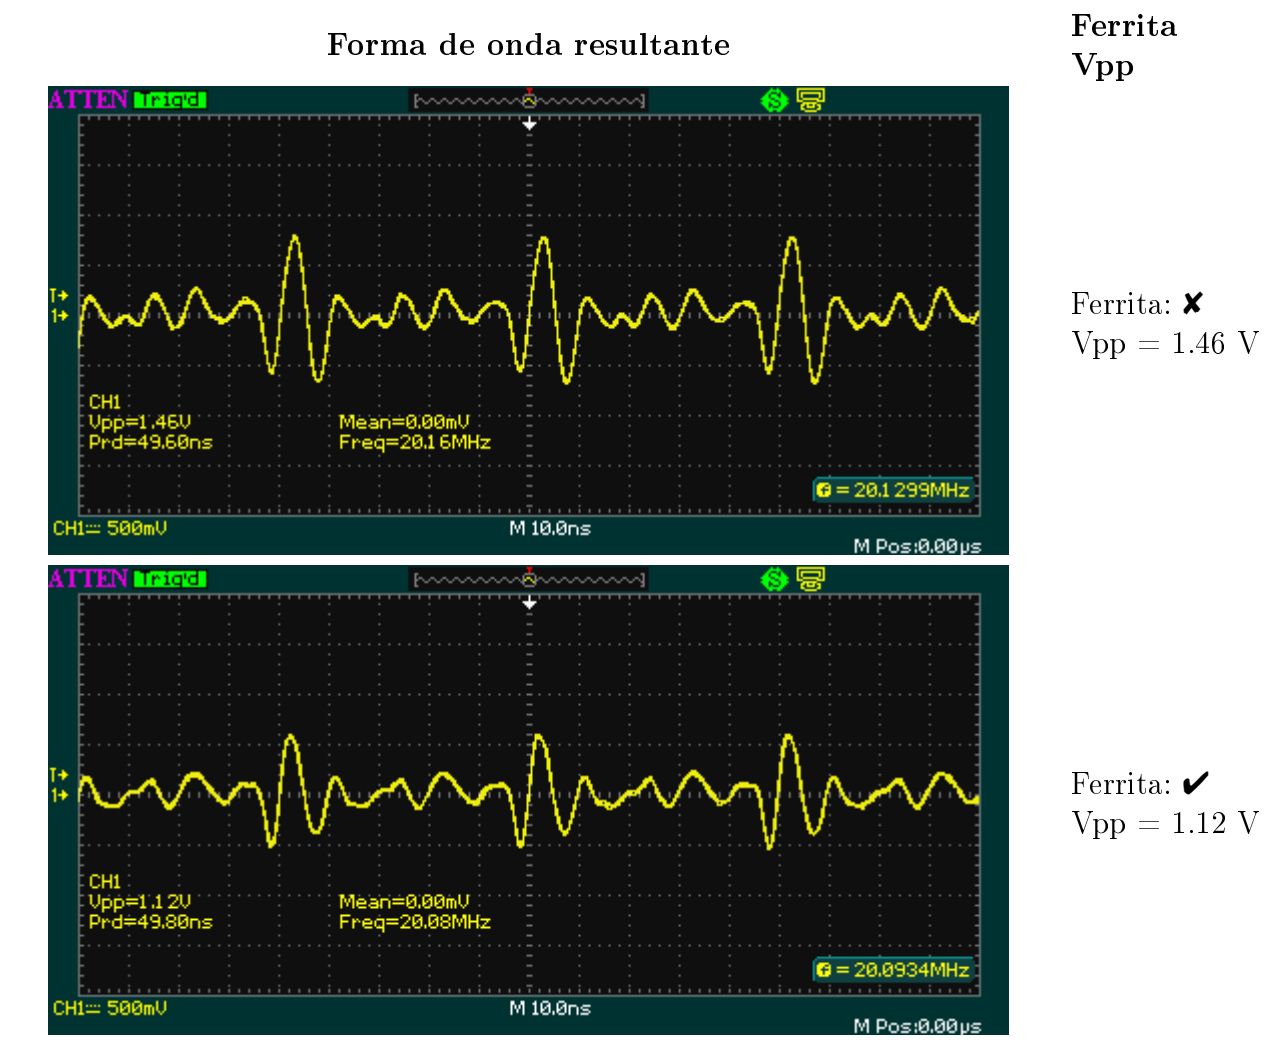 Forma de onda resultante
Ferrita
Vpp
ATTEN Trig'd
T
1
CH1
Vpp=1.46V Mean=0.00mV
Prd=49.60ns Freq=20.16MHz
f = 20.1299MHz
CH1 500mV M 10.0ns
M Pos:0.00µs
Ferrita: ✘
Vpp = 1.46 V
ATTEN Trig'd
T
1
CH1
Vpp=1.12V Mean=0.00mV
Prd=49.80ns Freq=20.08MHz
f = 20.0934MHz
CH1 500mV M 10.0ns
M Pos:0.00µs
Ferrita: ✔
Vpp = 1.12 V